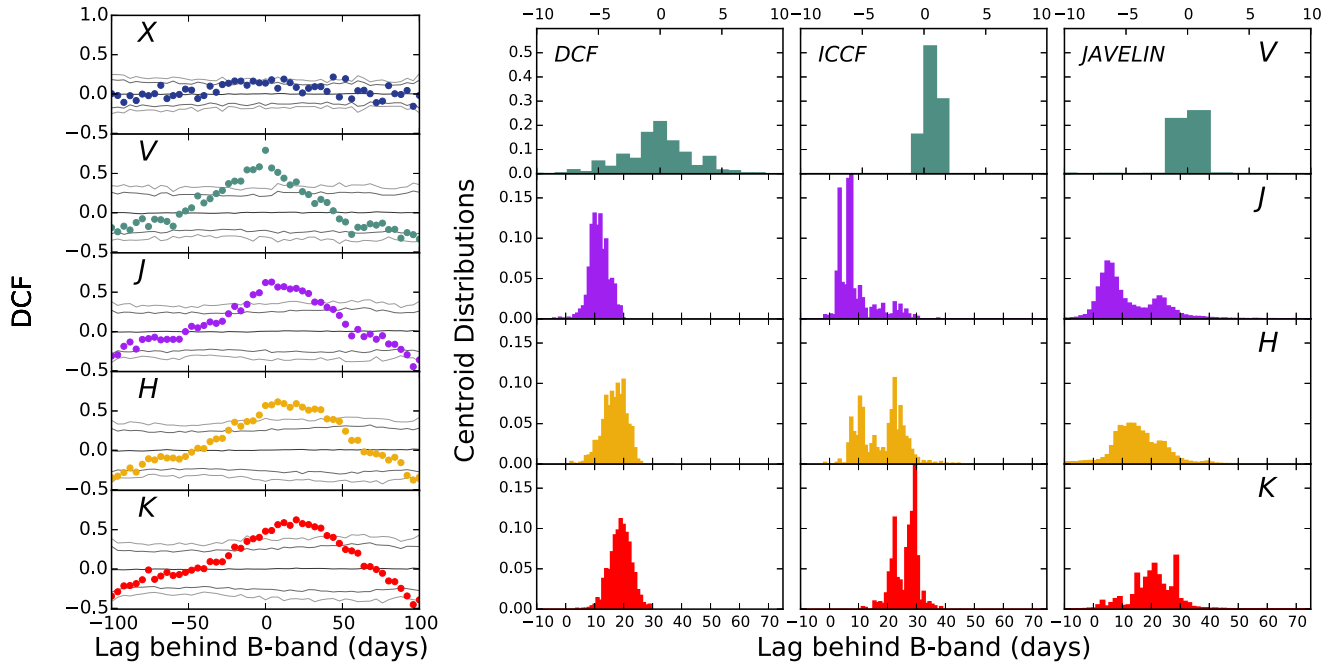 X
1.0
0.5
0.0
−0.5
V
0.5
0.0
−0.5
J
0.5
0.0
−0.5
H
0.5
0.0
−0.5
K
0.5
0.0
−0.5
−100 −50 0 50 100
DCF
Lag behind B-band (days)
−10 −5 0 5 10
−10 −5 0 5 10
−10 −5 0 5 10
DCF ICCF JAVELIN V
0.5
0.4
0.3
0.2
0.1
0.0
J
0.15
0.10
0.05
0.00
H
0.15
0.10
0.05
0.00
K
0.15
0.10
0.05
0.00
Centroid Distributions
−10 0 10 20 30 40 50 60 70
−10 0 10 20 30 40 50 60 70
−10 0 10 20 30 40 50 60 70
Lag behind B-band (days)